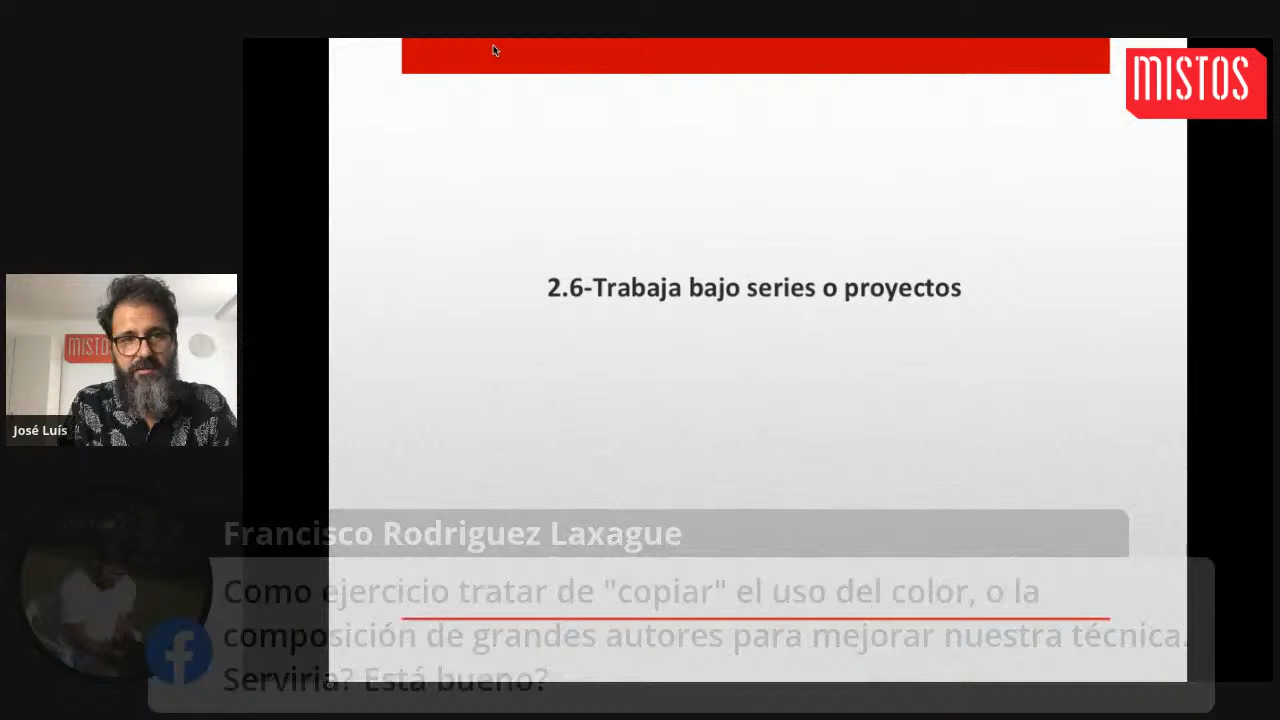 MISTOS
2.6-Trabaja bajo series o proyectos
MISTOS
José Luís
Francisco Rodriguez Laxague
Como ejercicio tratar de "copiar" el uso del color, o la
composición de grandes autores para mejorar nuestra técnica.
Serviria? Está bueno?